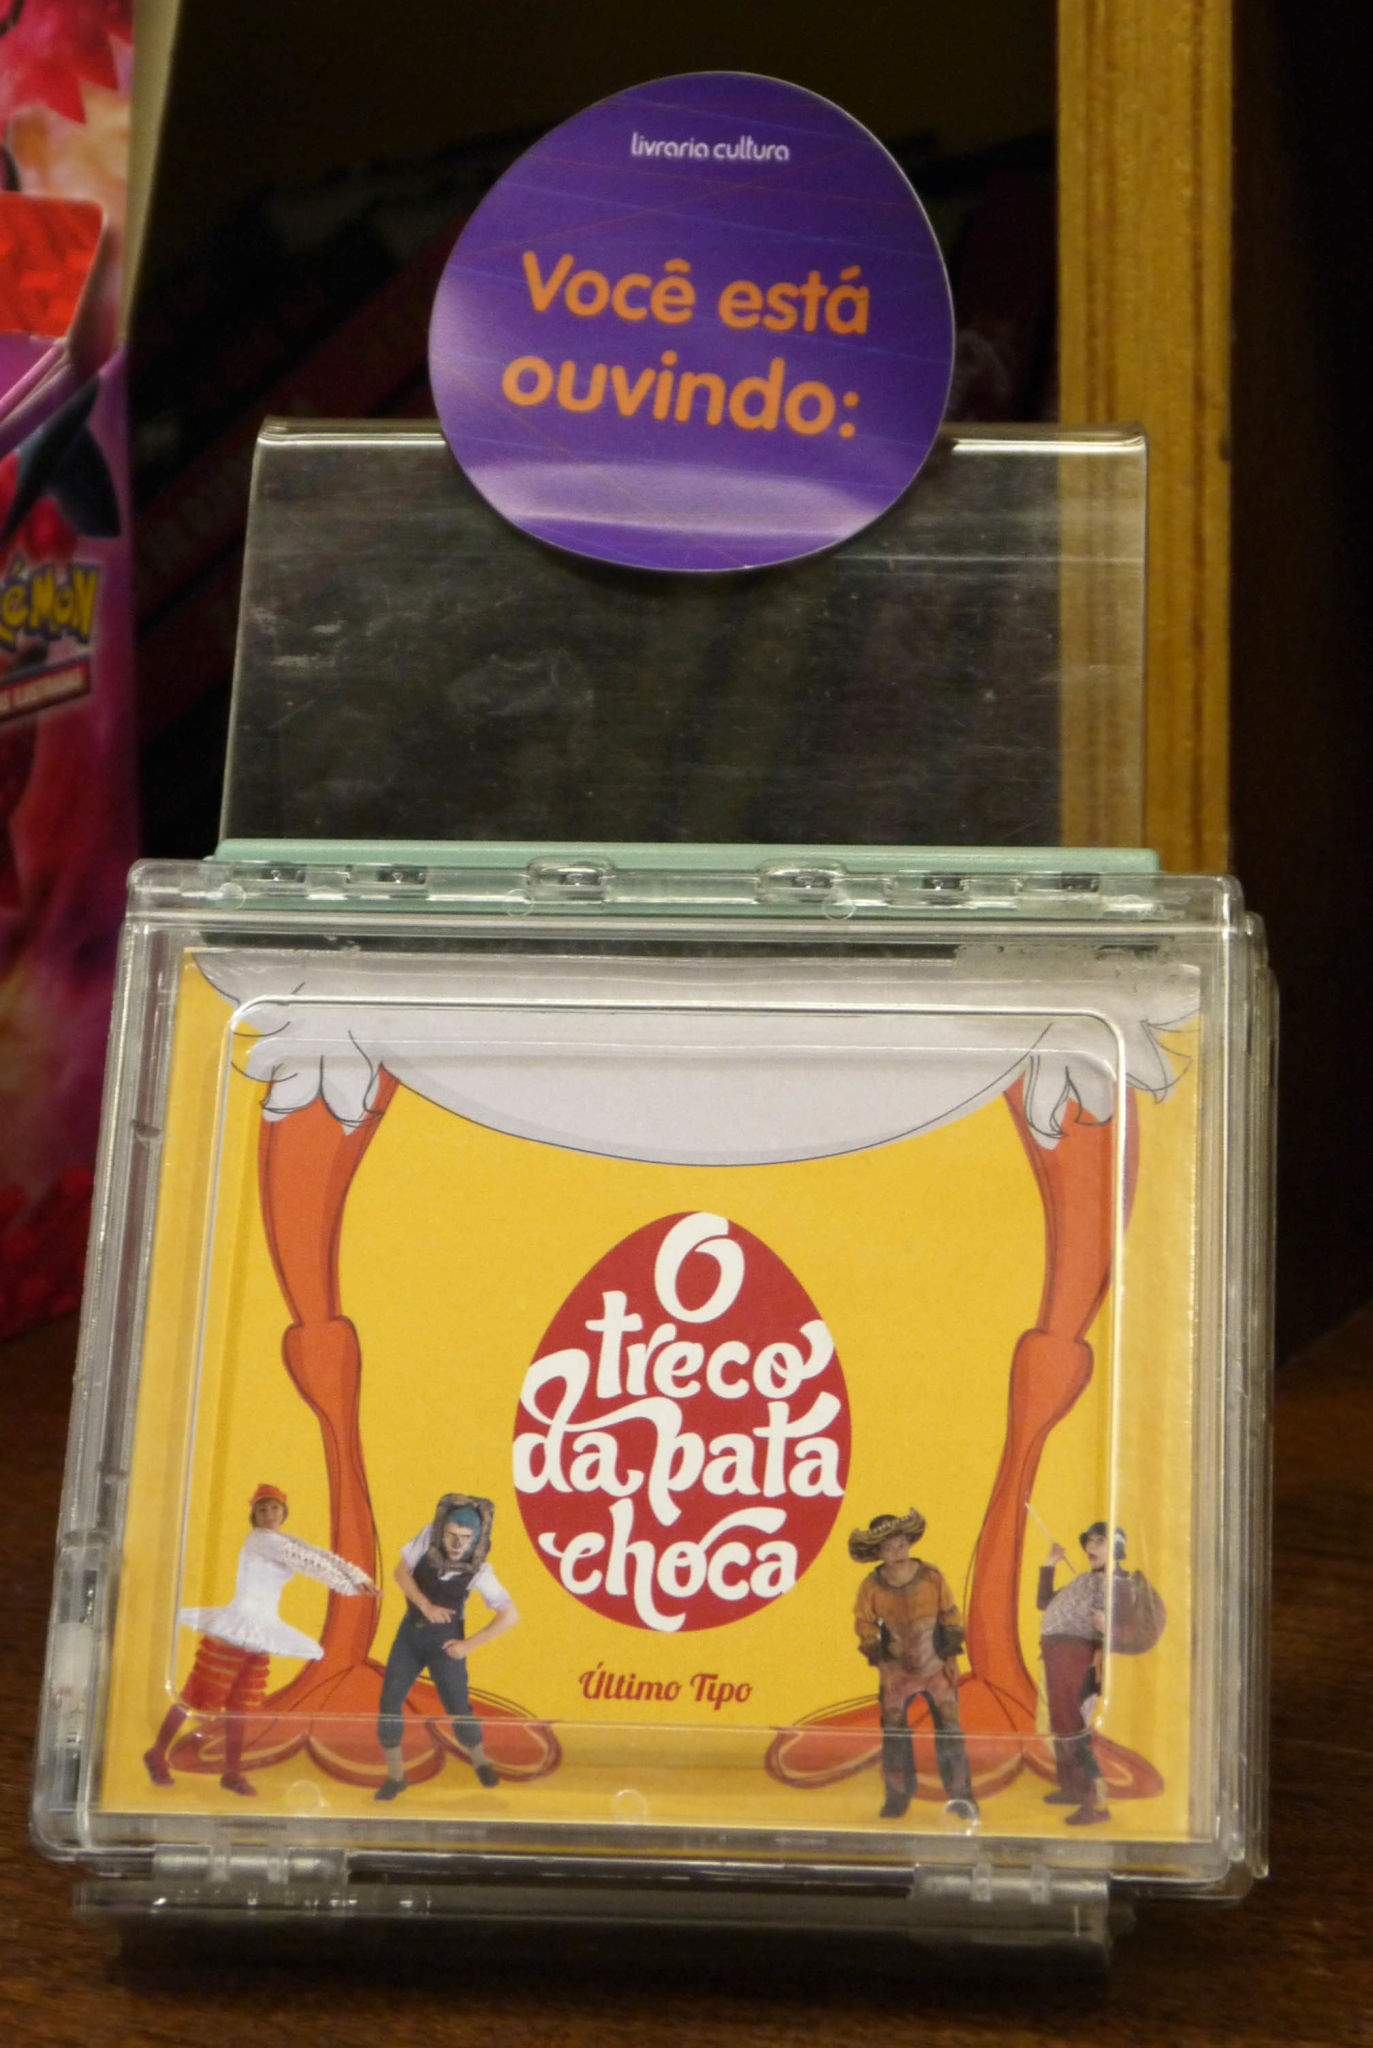 livraria cultura
Você está
ouvindo:
O
treco
da pata
choca
Último Tipo